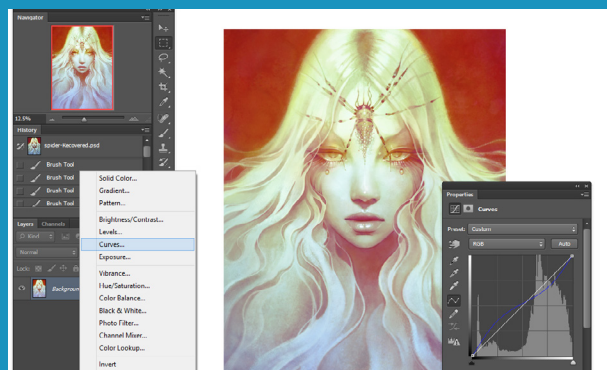 Navigator
12.5%
History
spider-Recovered.psd
Brush Tool
Brush Tool
Brush Tool
Brush Tool
Layers Channels
Kind
Normal
Lock:
Background
Solid Color...
Gradient...
Pattern...
Brightness/Contrast...
Levels...
Curves...
Exposure...
Vibrance...
Hue/Saturation...
Color Balance...
Black & White...
Photo Filter...
Channel Mixer...
Color Lookup...
Invert
Properties
Curves
Preset: Custom
RGB Auto